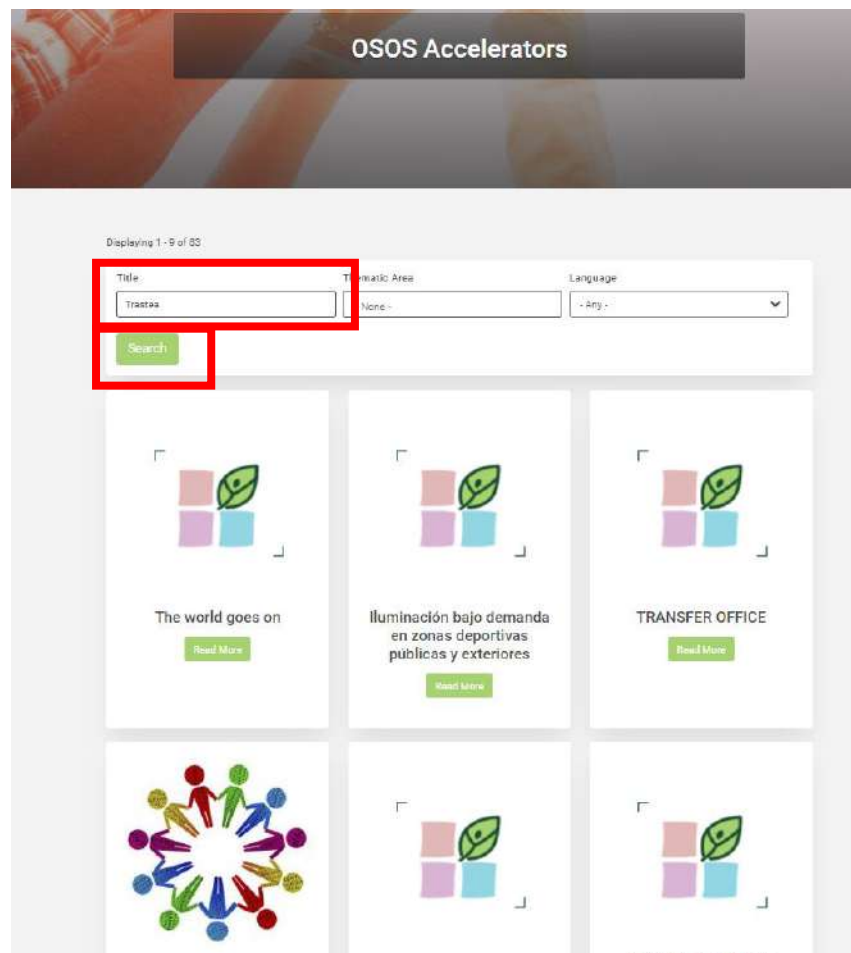 OSOS Accelerators
Displaying 1 - 9 of 83
Title
Thematic Area
Language
Trastea
- None -
- Any -
Search
The world goes on
Read More
Iluminación bajo demanda
en zonas deportivas
públicas y exteriores
Read More
TRANSFER OFFICE
Read More